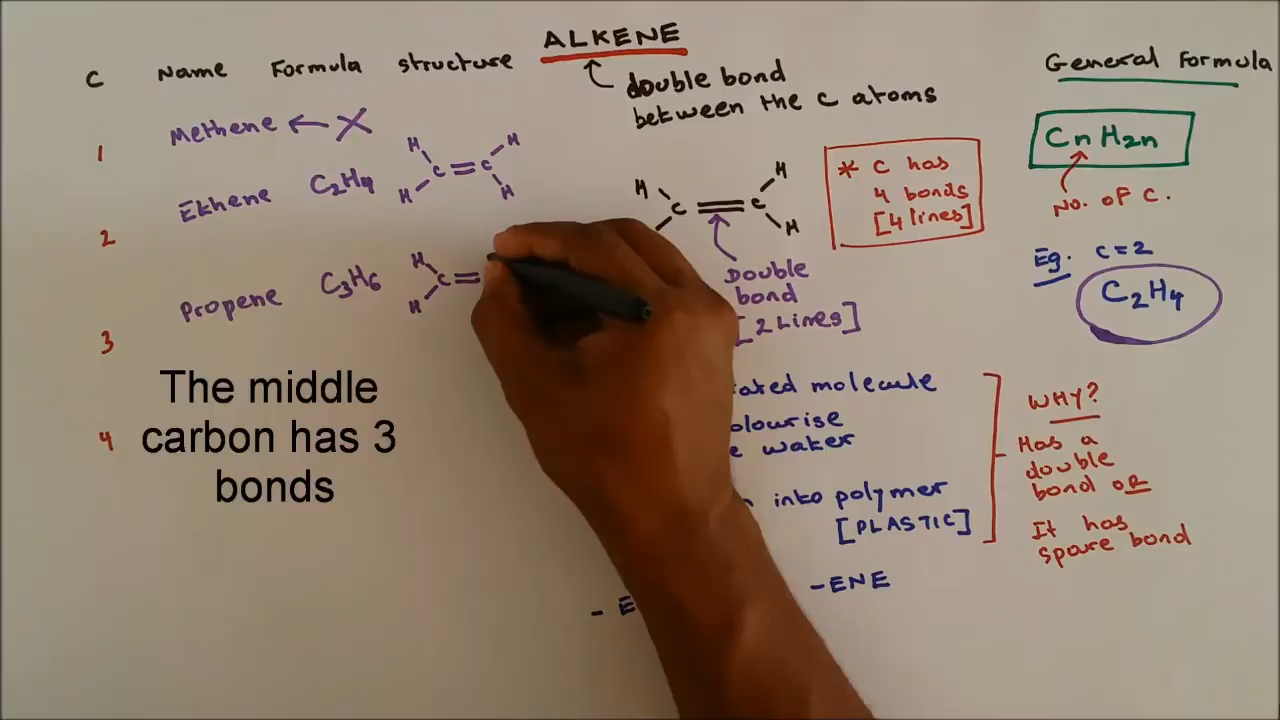 ALKENE
C Name Formula structure
double bond
between the C atoms
General Formula
CnH2n
No. of C.
Eg. C=2
C2H4
1 Methene
2 Ethene C2H4
H H
C=C
H H
3 Propene C3H6
H
C=
H
4
H H
C=C
H
Double
bond
[2 Lines]
* C has
4 bonds
[4 lines]
molecule
water
into polymer
[PLASTIC]
WHY?
Has a
double
bond OR
It has
spare bond
-ENE
The middle
carbon has 3
bonds